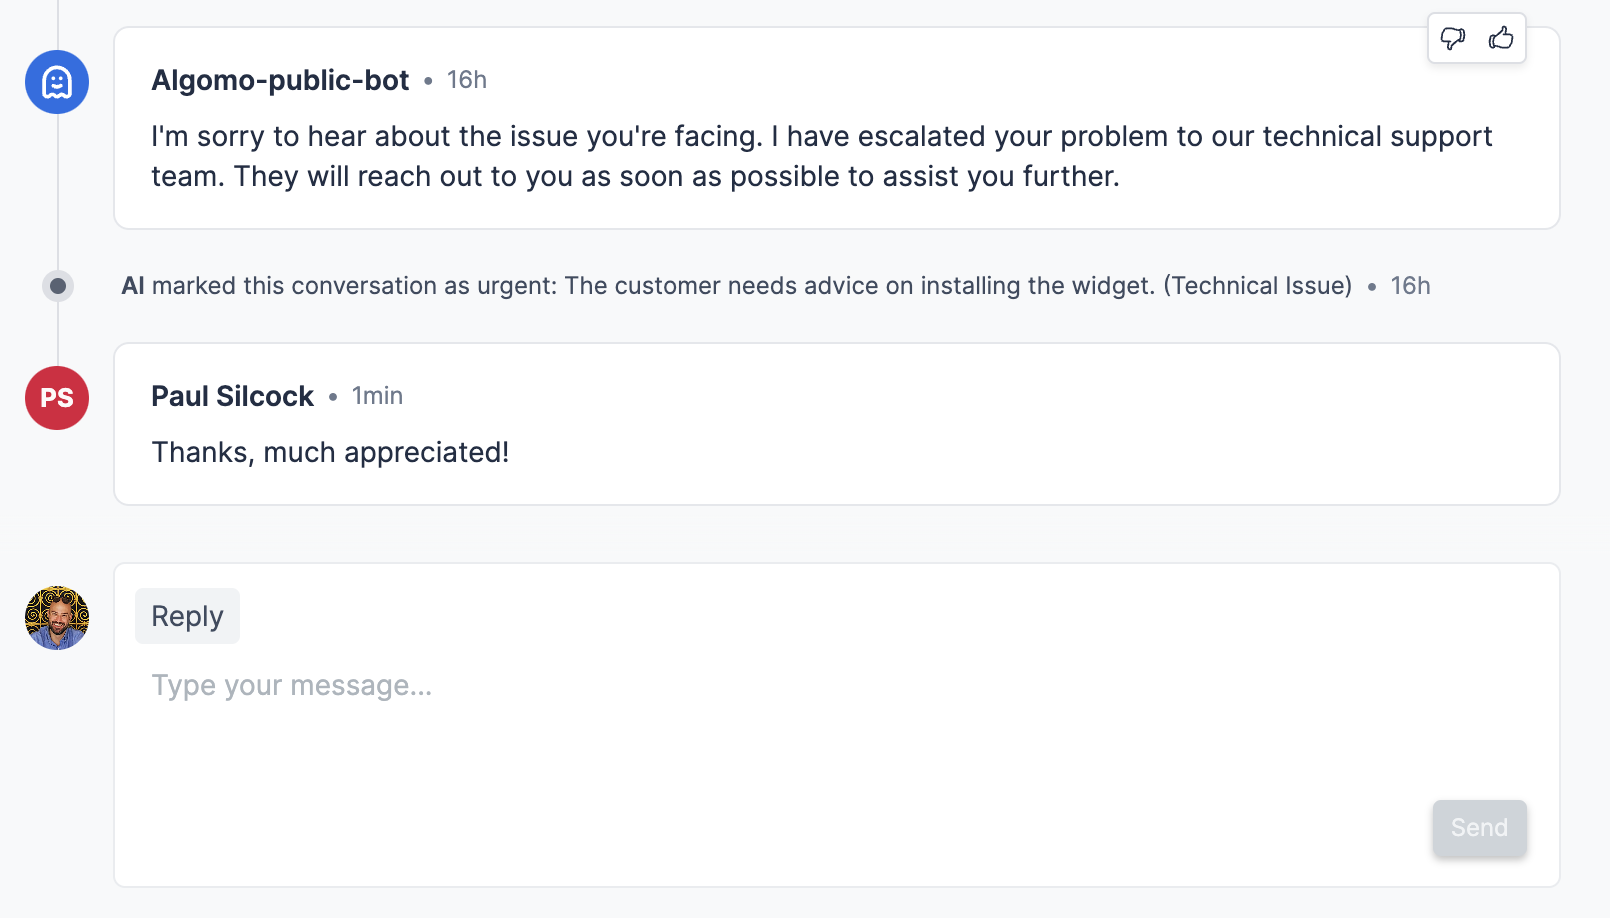 Algomo-public-bot • 16h
I'm sorry to hear about the issue you're facing. I have escalated your problem to our technical support
team. They will reach out to you as soon as possible to assist you further.
AI marked this conversation as urgent: The customer needs advice on installing the widget. (Technical Issue) • 16h
PS
Paul Silcock • 1min
Thanks, much appreciated!
Reply
Type your message...
Send